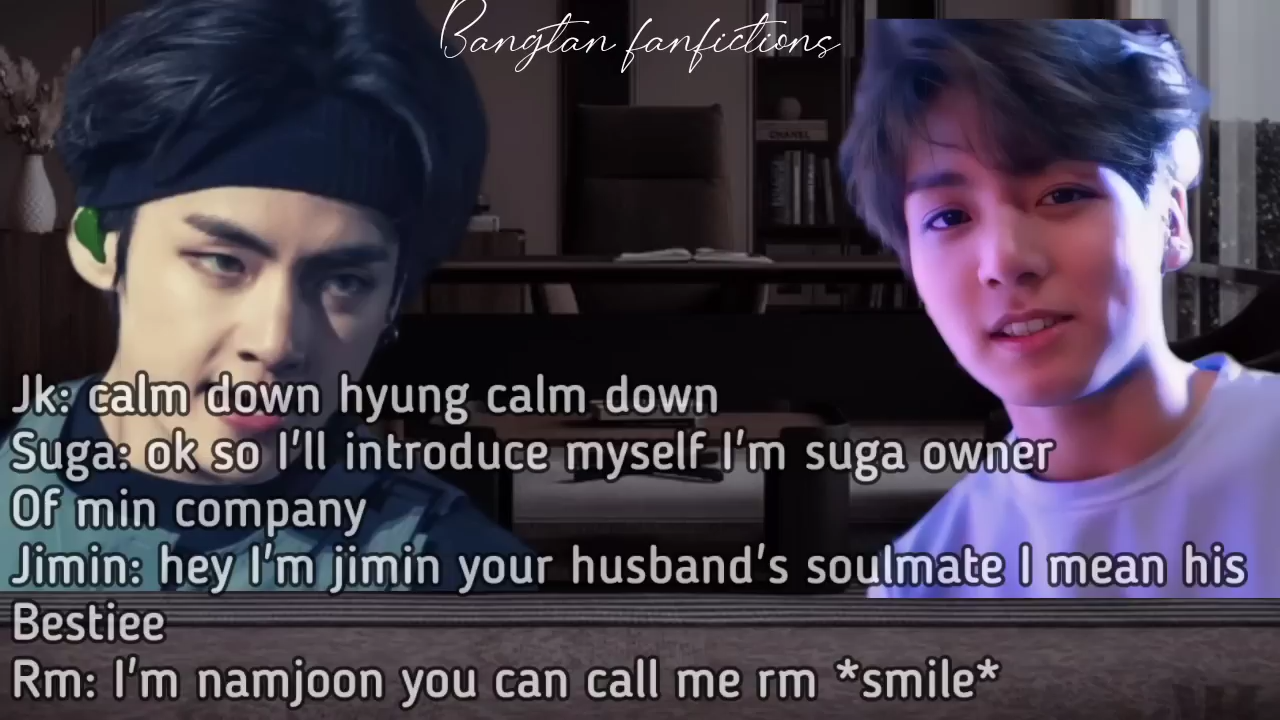 Bangtan fanfictions
CHANEL
Jk: calm down hyung calm down
Suga: ok so I'll introduce myself I'm suga owner
Of min company
Jimin: hey I'm jimin your husband's soulmate I mean his
Bestiee
Rm: I'm namjoon you can call me rm *smile*